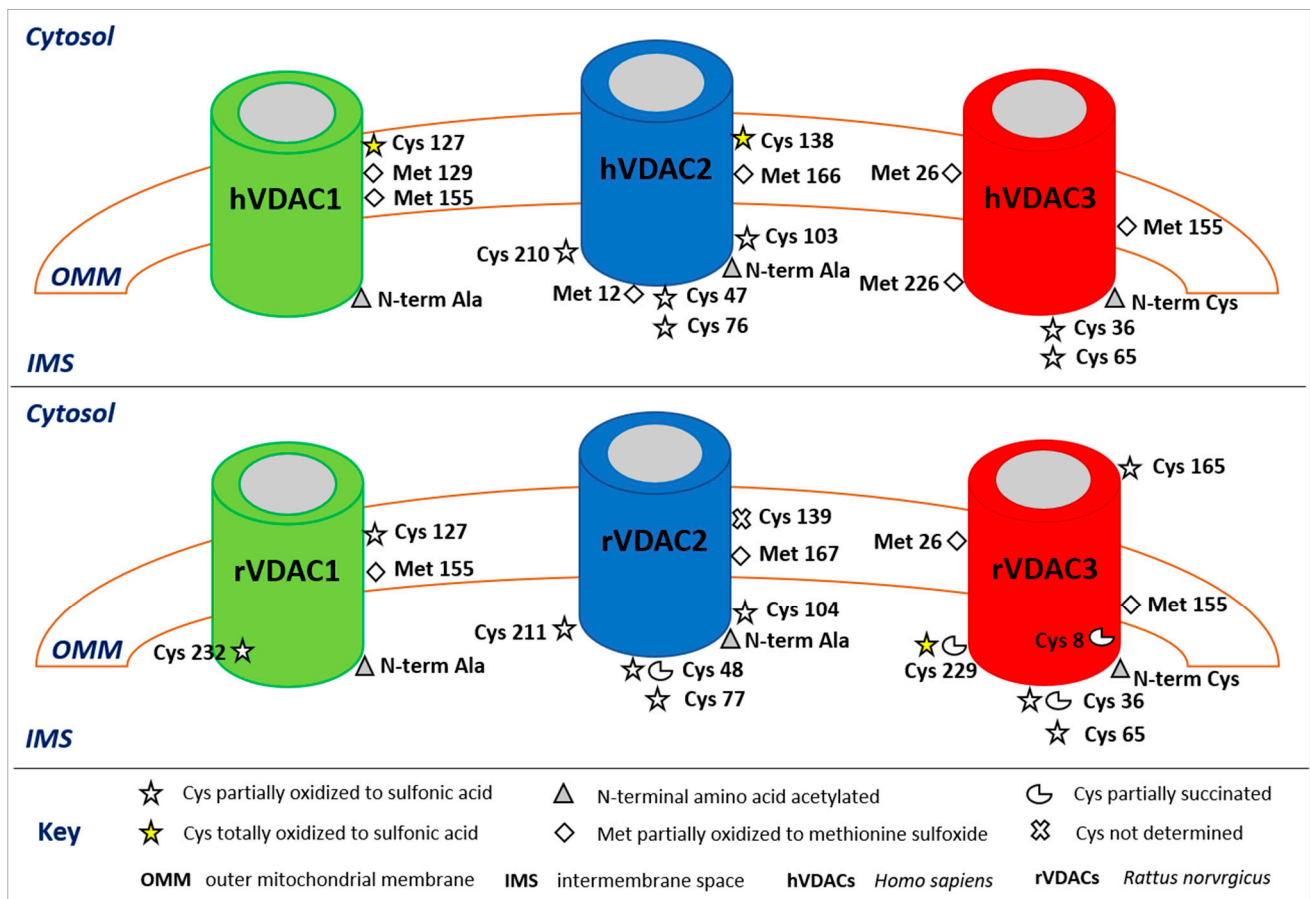 Cytosol
hVDAC1
Cys 127
Met 129
Met 155
N-term Ala
hVDAC2
Cys 138
Met 166
Cys 103
N-term Ala
Cys 210
Met 12
Cys 47
Cys 76
hVDAC3
Met 26
Met 155
Met 226
N-term Cys
Cys 36
Cys 65
OMM
IMS
Cytosol
rVDAC1
Cys 127
Met 155
Cys 232
N-term Ala
rVDAC2
Cys 139
Met 167
Cys 104
N-term Ala
Cys 211
Cys 48
Cys 77
rVDAC3
Cys 165
Met 26
Met 155
Cys 8
Cys 229
N-term Cys
Cys 36
Cys 65
OMM
IMS
Key
Cys partially oxidized to sulfonic acid
N-terminal amino acid acetylated
Cys partially succinated
Cys totally oxidized to sulfonic acid
Met partially oxidized to methionine sulfoxide
Cys not determined
OMM outer mitochondrial membrane
IMS intermembrane space
hVDACs Homo sapiens
rVDACs Rattus norvrgicus